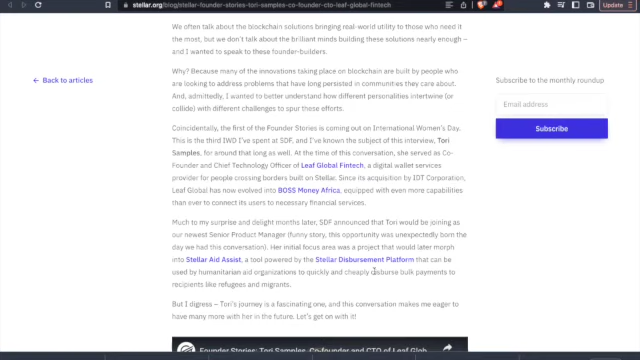 stellar.org/blog/stellar-founder-stories-tori-samples-co-founder-cto-leaf-global-fintech
Update
We often talk about the blockchain solutions bringing real-world utility to those who need it
the most, but we don't talk about the brilliant minds building these solutions nearly enough –
and I wanted to speak to these founder-builders.
← Back to articles
Why? Because many of the innovations taking place on blockchain are built by people who
are looking to address problems that have long persisted in communities they care about.
And, admittedly, I wanted to better understand how different personalities intertwine (or
collide) with different challenges to spur these efforts.
Subscribe to the monthly roundup
Email address
Subscribe
Coincidentally, the first of the Founder Stories is coming out on International Women's Day.
This is the third IWD I've spent at SDF, and I've known the subject of this interview, Tori
Samples, for around that long as well. At the time of this conversation, she served as Co-
Founder and Chief Technology Officer of Leaf Global Fintech, a digital wallet services
provider for people crossing borders built on Stellar. Since its acquisition by IDT Corporation,
Leaf Global has now evolved into BOSS Money Africa, equipped with even more capabilities
than ever to connect its users to necessary financial services.
Much to my surprise and delight months later, SDF announced that Tori would be joining as
our newest Senior Product Manager (funny story, this opportunity was unexpectedly born the
day we had this conversation). Her initial focus area was a project that would later morph
into Stellar Aid Assist, a tool powered by the Stellar Disbursement Platform that can be
used by humanitarian aid organizations to quickly and cheaply disburse bulk payments to
recipients like refugees and migrants.
But I digress – Tori's journey is a fascinating one, and this conversation makes me eager to
have many more with her in the future. Let's get on with it!
Founder Stories: Tori Samples, Co-founder and CTO of Leaf Glob